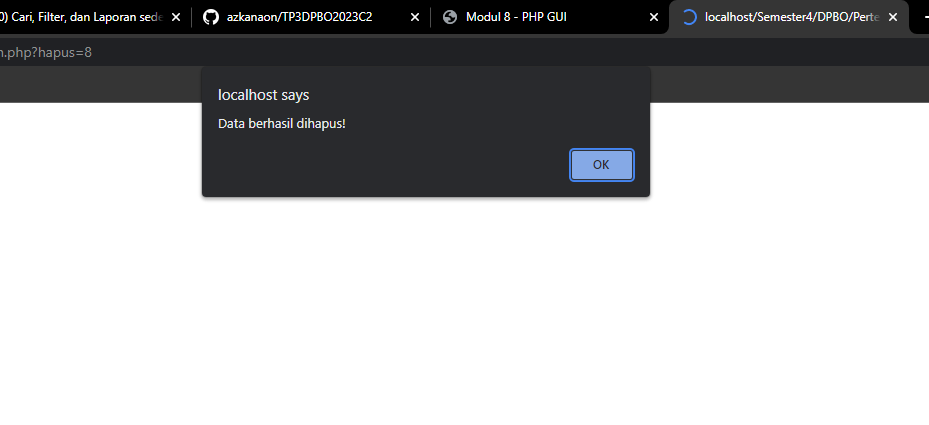 0) Cari, Filter, dan Laporan sede
azkanaon/TP3DPBO2023C2
Modul 8 - PHP GUI
localhost/Semester4/DPBO/Perte
n.php?hapus=8
localhost says
Data berhasil dihapus!
OK